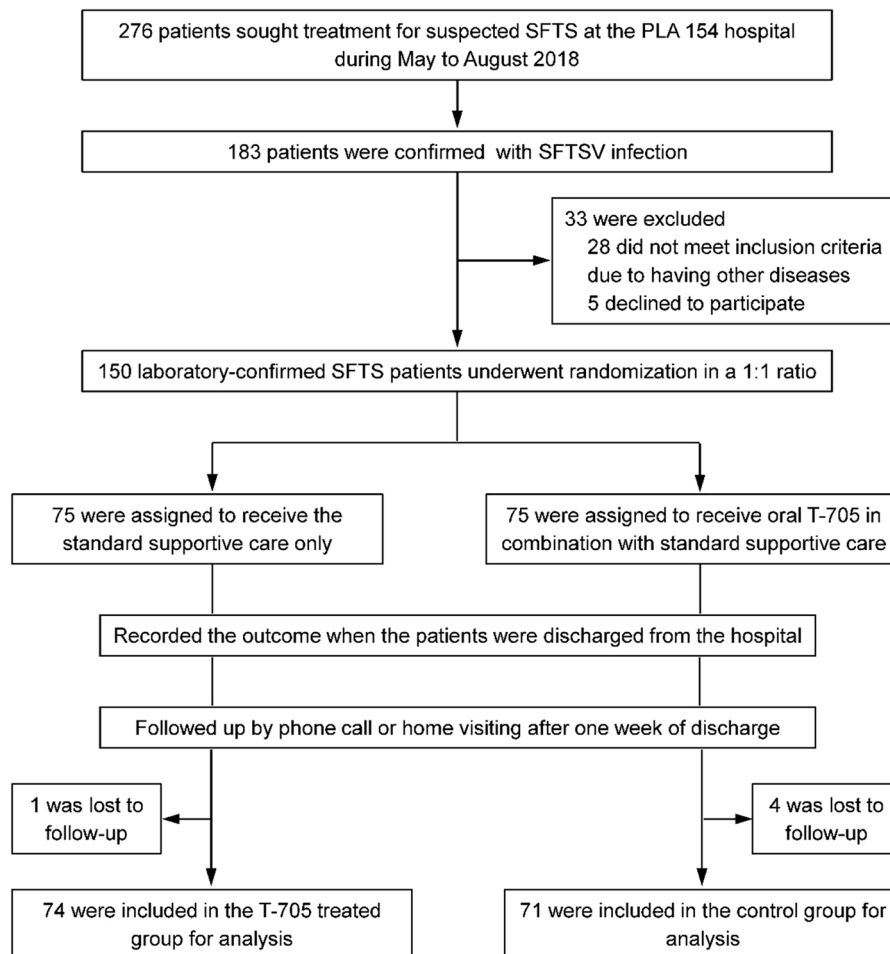 276 patients sought treatment for suspected SFTS at the PLA 154 hospital
during May to August 2018
183 patients were confirmed with SFTSV infection
33 were excluded
28 did not meet inclusion criteria
due to having other diseases
5 declined to participate
150 laboratory-confirmed SFTS patients underwent randomization in a 1:1 ratio
75 were assigned to receive the
standard supportive care only
75 were assigned to receive oral T-705 in
combination with standard supportive care
Recorded the outcome when the patients were discharged from the hospital
Followed up by phone call or home visiting after one week of discharge
1 was lost to
follow-up
4 was lost to
follow-up
74 were included in the T-705 treated
group for analysis
71 were included in the control group for
analysis